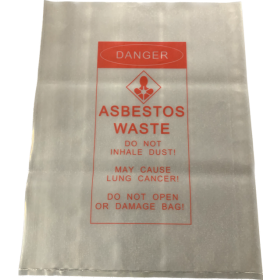 DANGER
ASBESTOS
WASTE
DO NOT
INHALE DUST!
MAY CAUSE
LUNG CANCER!
DO NOT OPEN
OR DAMAGE BAG!